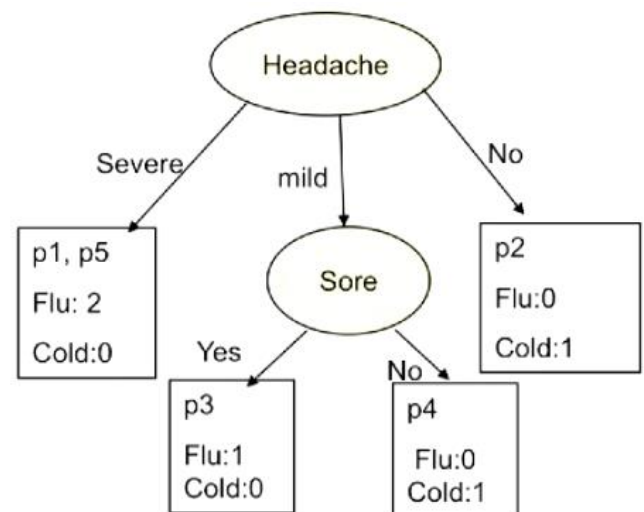 Headache
Severe
mild
No
p1, p5
Flu: 2
Cold:0
Sore
p2
Flu:0
Cold:1
Yes
No
p3
Flu:1
Cold:0
p4
Flu:0
Cold:1